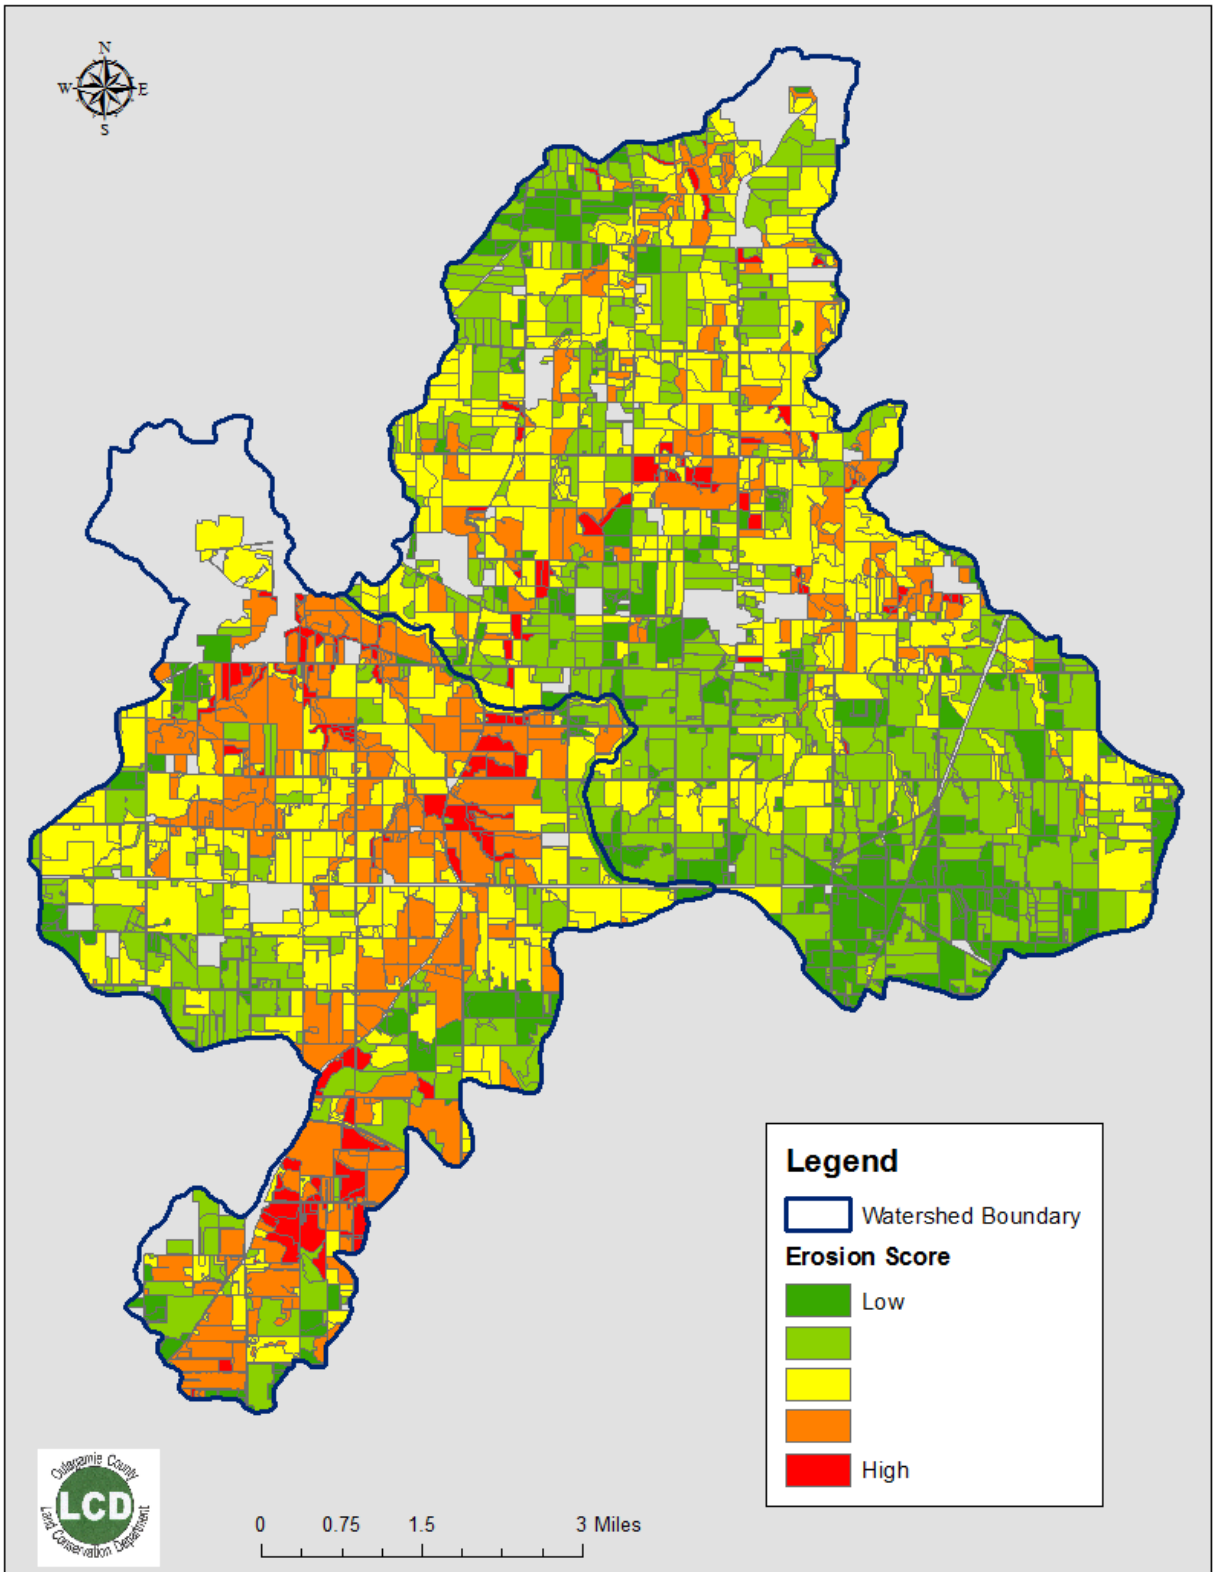 N
W E
S
Legend
Watershed Boundary
Erosion Score
Low
High
Outagamie County
LCD
Land Conservation Department
0 0.75 1.5 3 Miles